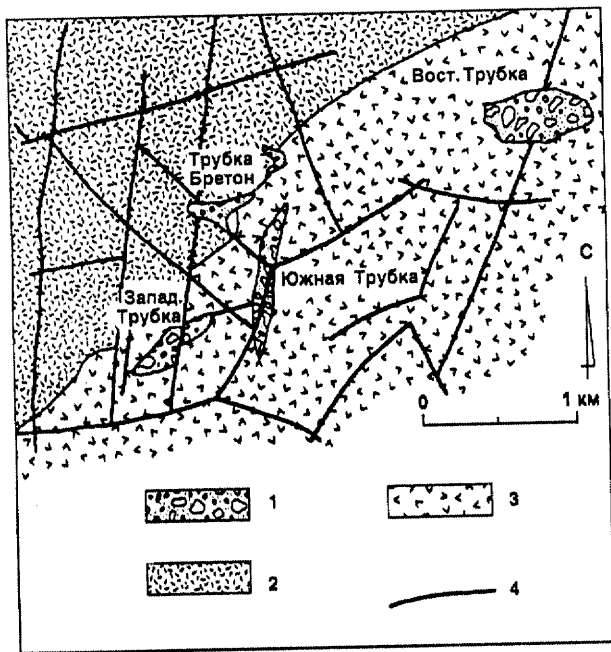 Вост. Трубка
Трубка
Бретон
С
Южная Трубка
Запад.
Трубка
0 1 км
1 3
2 4